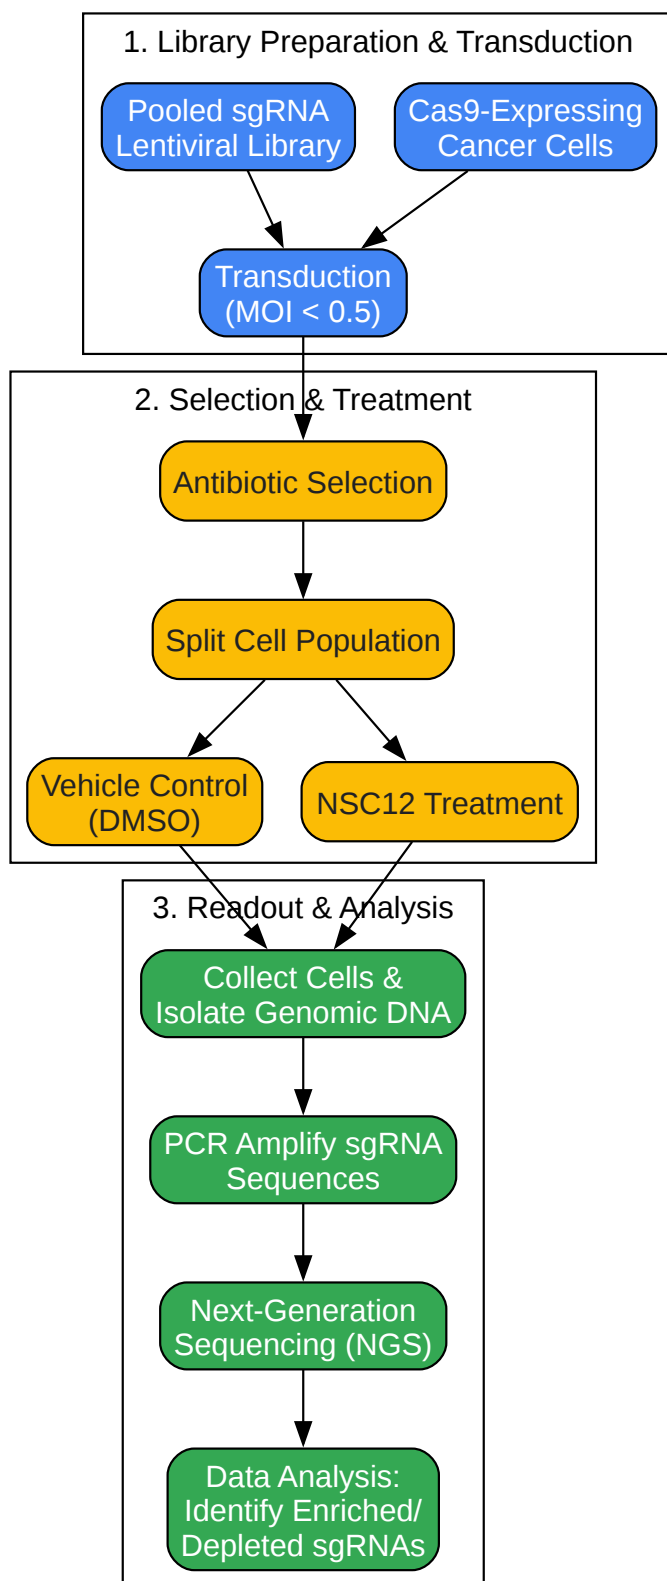 1. Library Preparation & Transduction
Pooled sgRNA
Lentiviral Library
Cas9-Expressing
Cancer Cells
Transduction
(MOI < 0.5)
2. Selection & Treatment
Antibiotic Selection
Split Cell Population
Vehicle Control
(DMSO)
NSC12 Treatment
3. Readout & Analysis
Collect Cells &
Isolate Genomic DNA
PCR Amplify sgRNA
Sequences
Next-Generation
Sequencing (NGS)
Data Analysis:
Identify Enriched/
Depleted sgRNAs